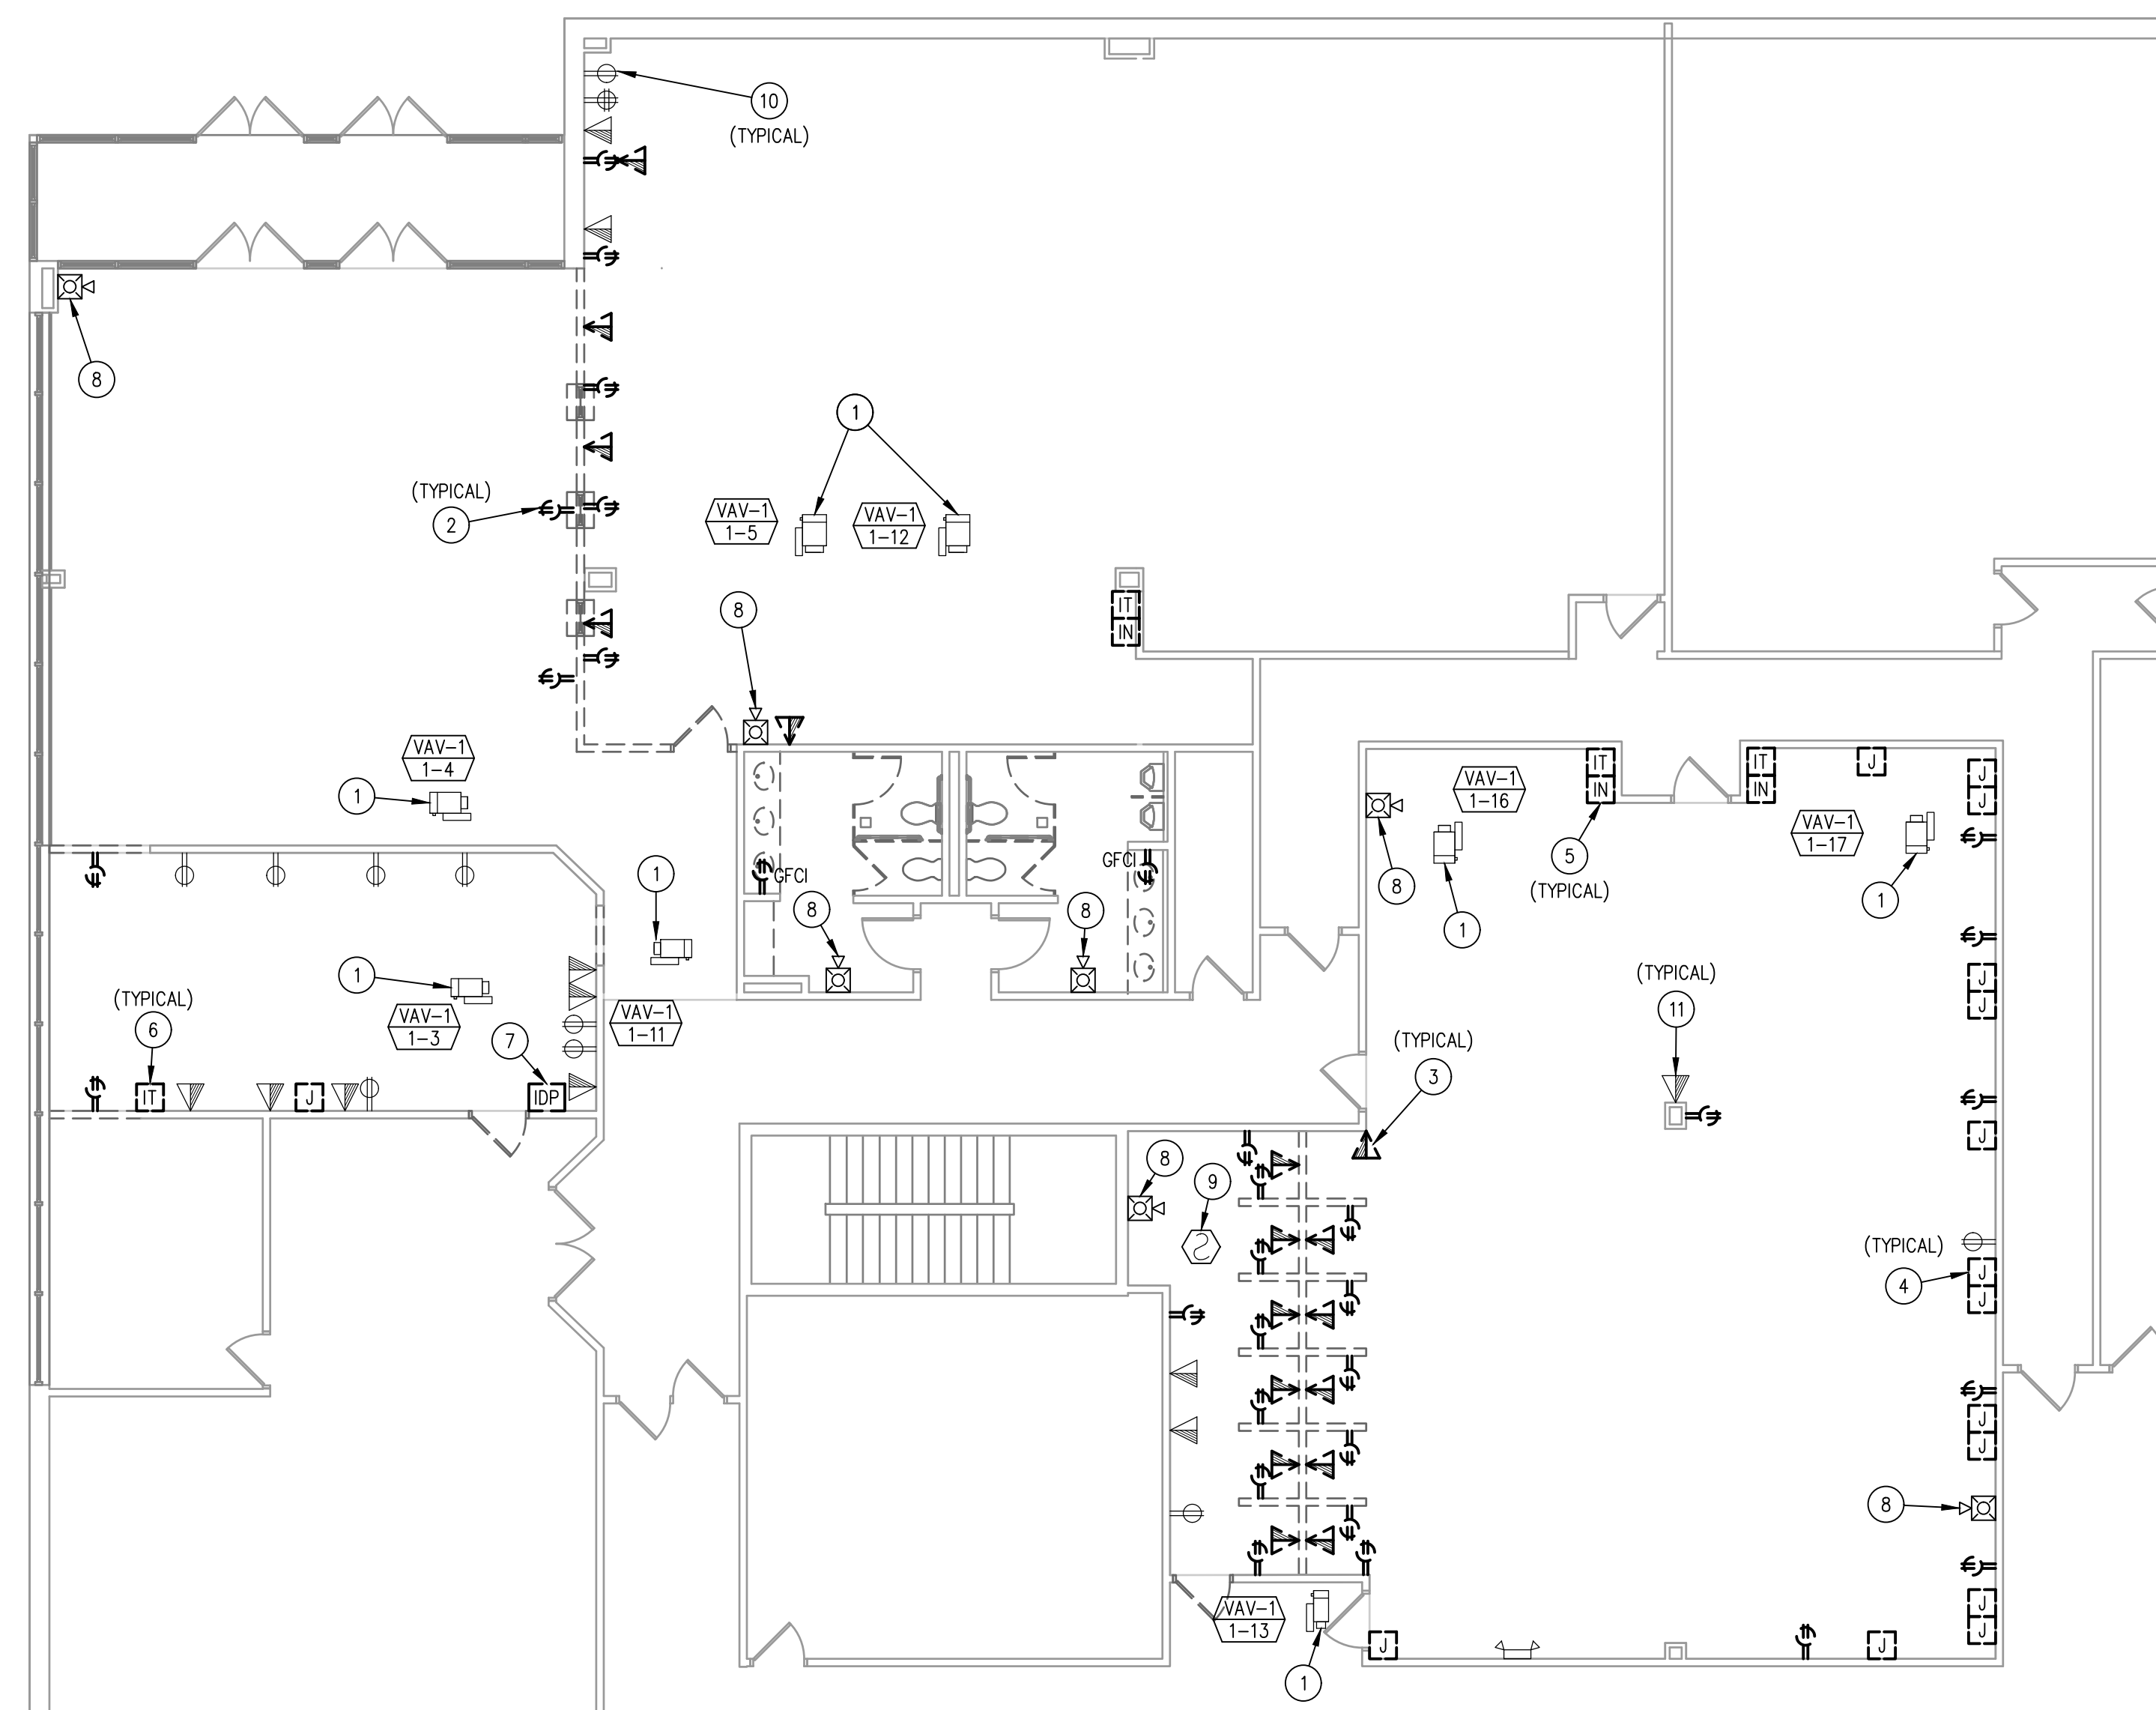 10
(TYPICAL)
8
1
(TYPICAL)
2
VAV-1
1-5
VAV-1
1-12
8
IT
IN
VAV-1
1-4
1
IT
IN
IT
IN
J
J
J
VAV-1
1-16
VAV-1
1-17
5
(TYPICAL)
8
1
1
GFCI
GFCI
1
8
8
1
(TYPICAL)
6
VAV-1
1-3
7
VAV-1
1-11
J
J
(TYPICAL)
11
(TYPICAL)
3
IT
J
IDP
J
8
9
(TYPICAL)
4
J
J
J
J
8
VAV-1
1-13
1
J
J
J
J